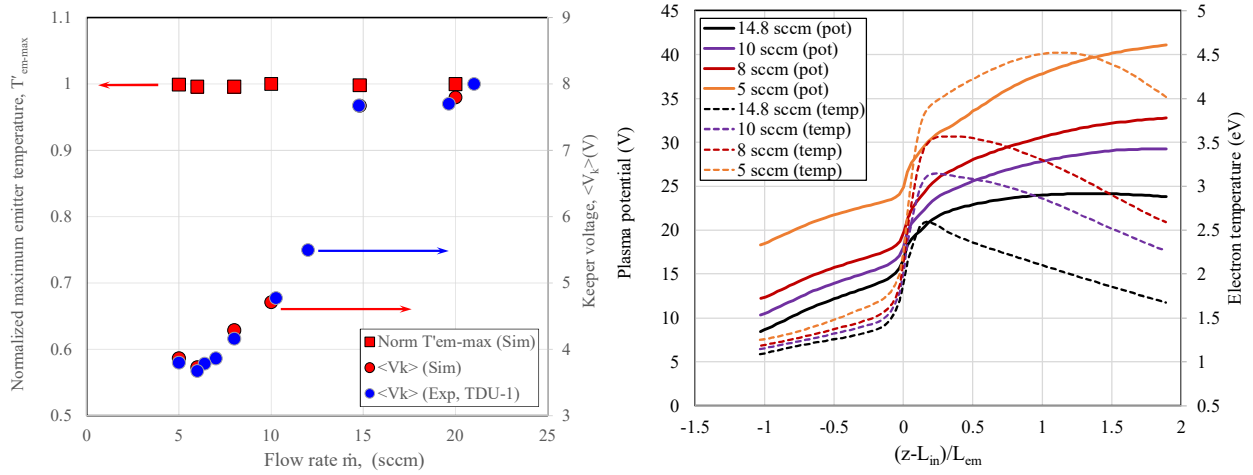 1.1
1
0.9
0.8
0.7
0.6
0.5
Normalized maximum emitter temperature, T'em-max
9
8
7
6
5
4
3
Keeper voltage, <Vk>(V)
Norm T'em-max (Sim)
<Vk> (Sim)
<Vk> (Exp, TDU-1)
0 5 10 15 20 25
Flow rate ṁ, (sccm)
45
40
35
30
25
20
15
10
5
0
Plasma potential (V)
14.8 sccm (pot)
10 sccm (pot)
8 sccm (pot)
5 sccm (pot)
14.8 sccm (temp)
10 sccm (temp)
8 sccm (temp)
5 sccm (temp)
5
4.5
4
3.5
3
2.5
2
1.5
1
0.5
Electron temperature (eV)
-1.5 -1 -0.5 0 0.5 1 1.5 2
(z-Lin)/Lem